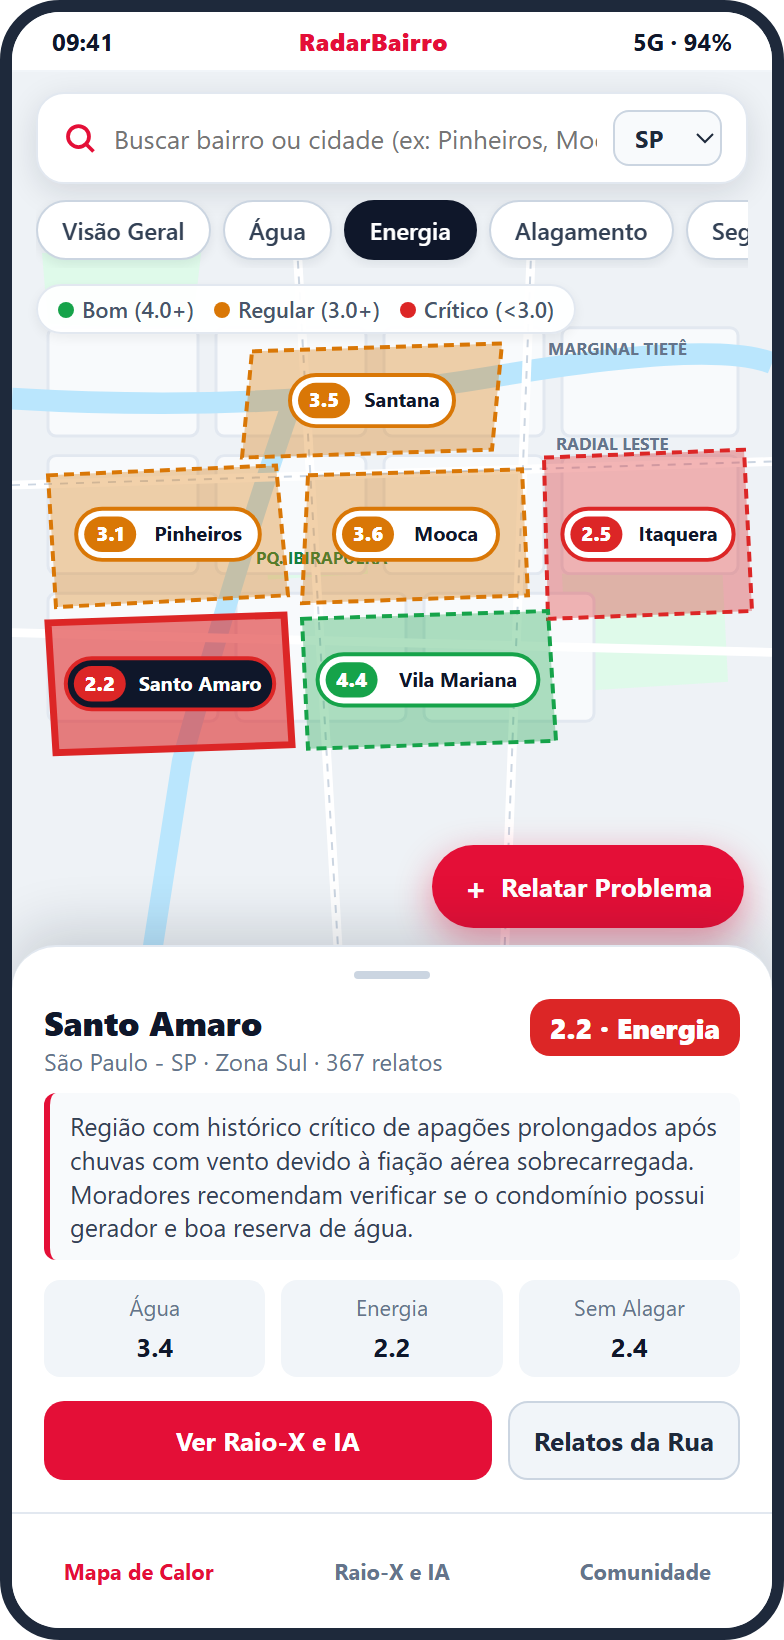 09:41
RadarBairro
5G · 94%
Buscar bairro ou cidade (ex: Pinheiros, Moo
SP
Visão Geral
Água
Energia
Alagamento
Seg
Bom (4.0+)
Regular (3.0+)
Crítico (<3.0)
MARGINAL TIETÊ
3.5 Santana
RADIAL LESTE
3.1 Pinheiros
3.6 Mooca
2.5 Itaquera
PQ. IBIRAPUERA
2.2 Santo Amaro
4.4 Vila Mariana
+ Relatar Problema
Santo Amaro
2.2 · Energia
São Paulo - SP · Zona Sul · 367 relatos
Região com histórico crítico de apagões prolongados após
chuvas com vento devido à fiação aérea sobrecarregada.
Moradores recomendam verificar se o condomínio possui
gerador e boa reserva de água.
Água
3.4
Energia
2.2
Sem Alagar
2.4
Ver Raio-X e IA
Relatos da Rua
Mapa de Calor
Raio-X e IA
Comunidade